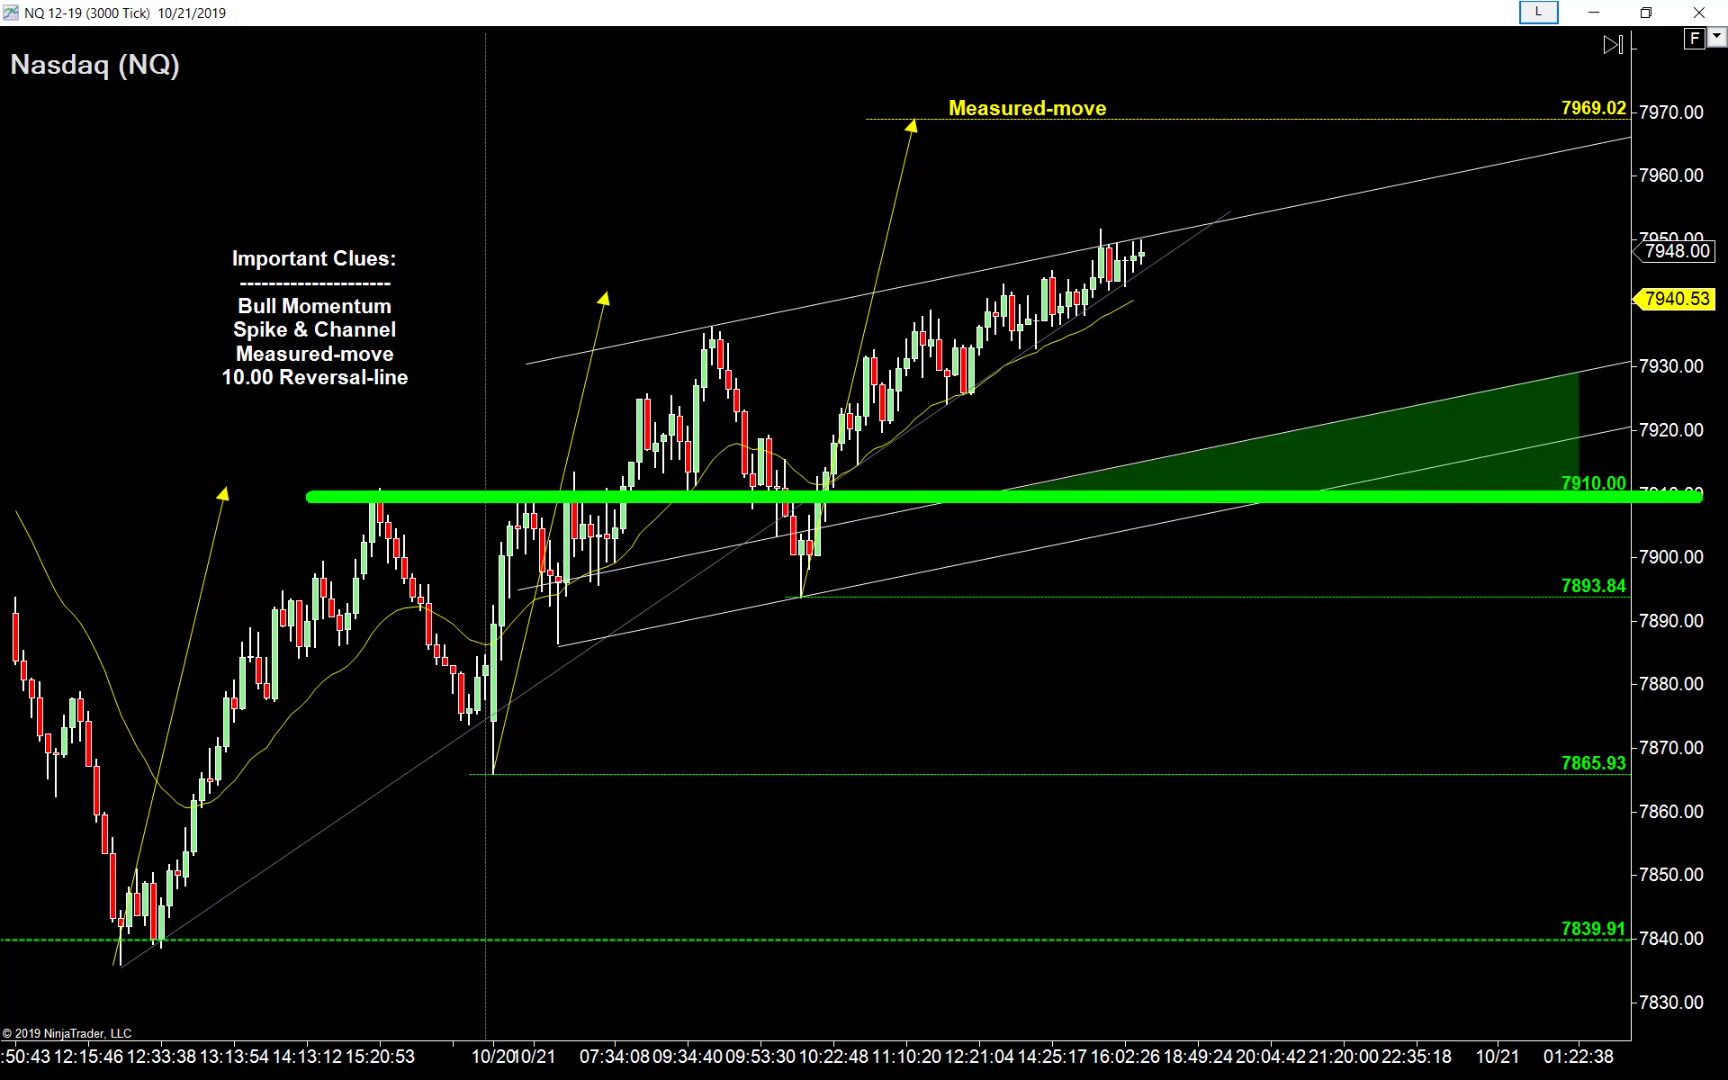 NQ 12-19 (3000 Tick) 10/21/2019
L
F
Nasdaq (NQ)
Measured-move
7969.02
7970.00
7960.00
7950.00
7948.00
7940.53
Important Clues:
---------------------
Bull Momentum
Spike & Channel
Measured-move
10.00 Reversal-line
7930.00
7920.00
7910.00
7900.00
7893.84
7890.00
7880.00
7870.00
7865.93
7860.00
7850.00
7839.91
7840.00
7830.00
© 2019 NinjaTrader, LLC
:50:43 12:15:46 12:33:38 13:13:54 14:13:12 15:20:53 10/20 10/21 07:34:08 09:34:40 09:53:30 10:22:48 11:10:20 12:21:04 14:25:17 16:02:26 18:49:24 20:04:42 21:20:00 22:35:18 10/21 01:22:38